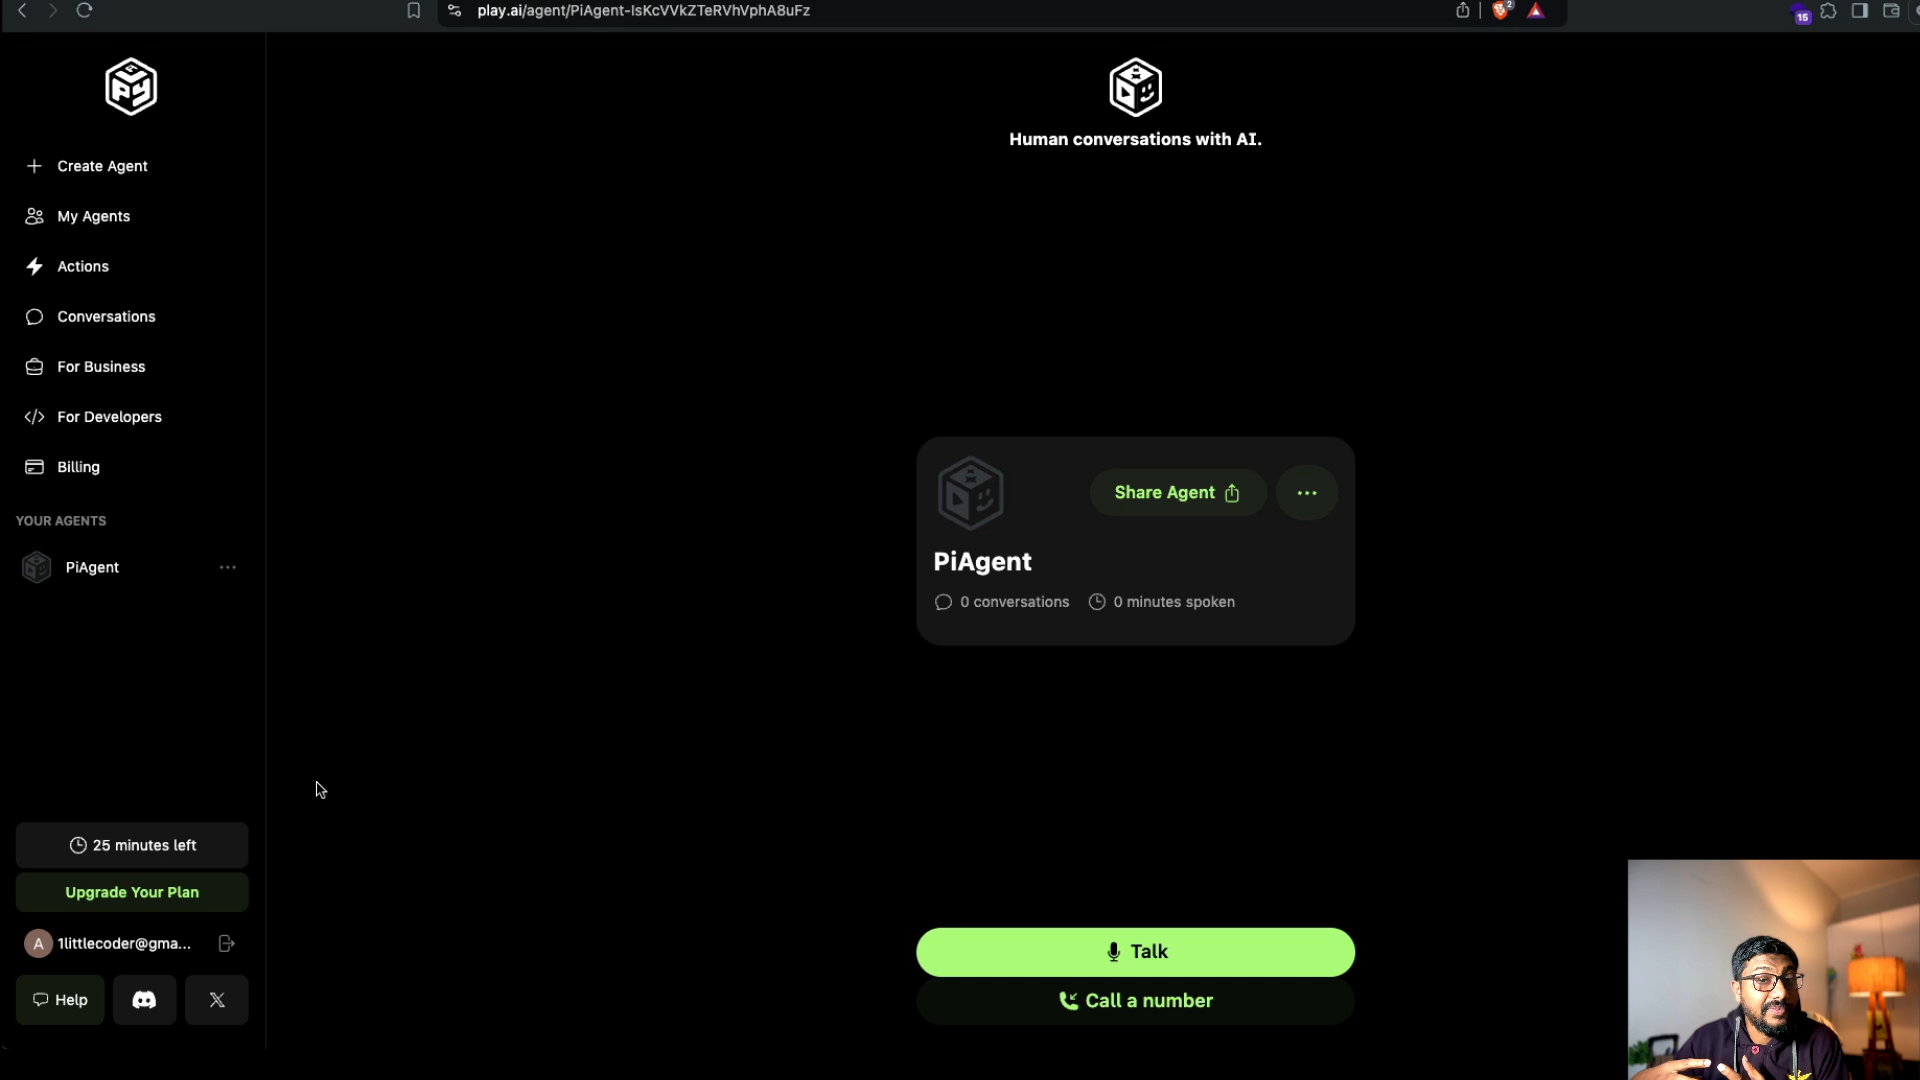 play.ai/agent/PiAgent-IsKcVVkZTeRVhVphA8uFz
2
15
Create Agent
My Agents
Actions
Conversations
For Business
For Developers
Billing
YOUR AGENTS
PiAgent
25 minutes left
Upgrade Your Plan
A
1littlecoder@gma...
Help
Human conversations with AI.
Share Agent
PiAgent
0 conversations
0 minutes spoken
Talk
Call a number